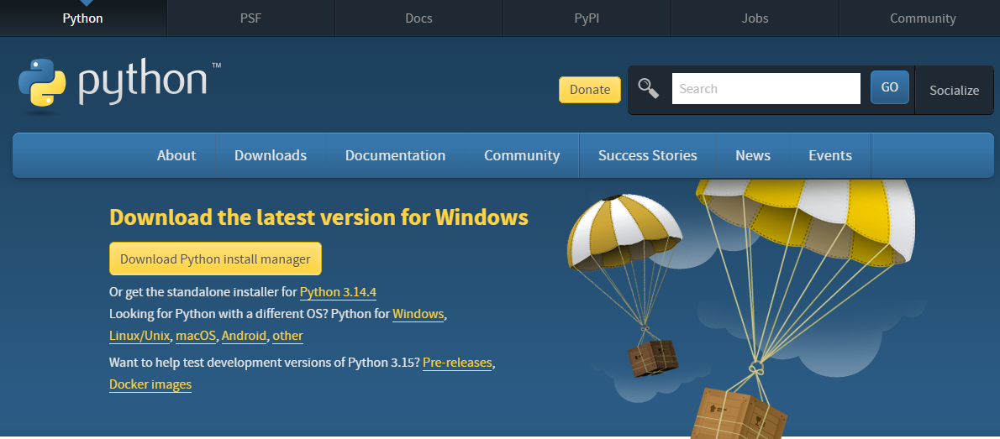 Python PSF Docs PyPI Jobs Community
python™
Donate Search GO Socialize
About Downloads Documentation Community Success Stories News Events
Download the latest version for Windows
Download Python install manager
Or get the standalone installer for Python 3.14.4
Looking for Python with a different OS? Python for Windows,
Linux/Unix, macOS, Android, other
Want to help test development versions of Python 3.15? Pre-releases,
Docker images